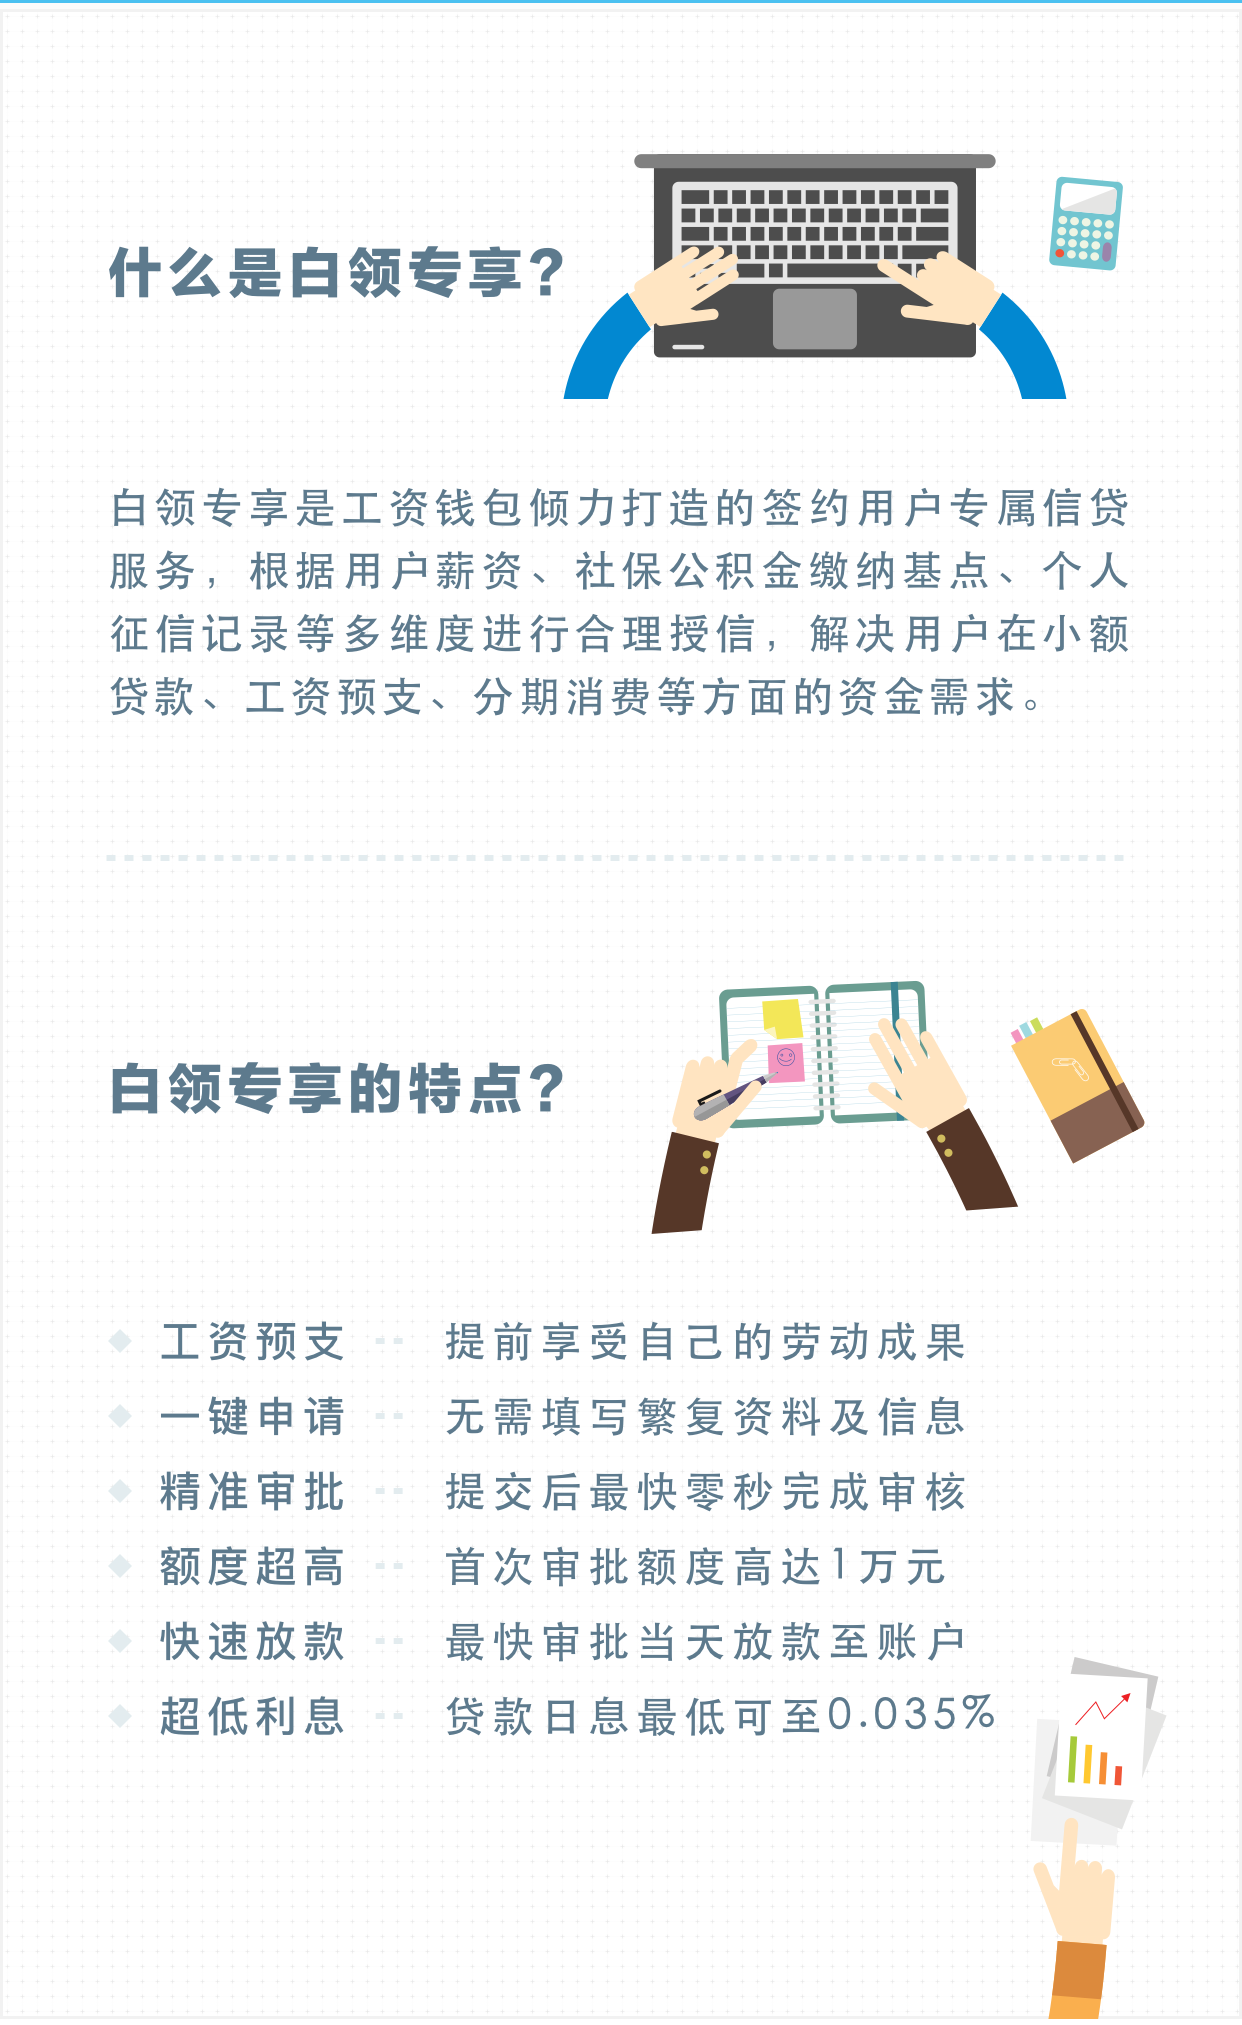 什么是白领专享?
白领专享是工资钱包倾力打造的签约用户专属信贷
服务，根据用户薪资、社保公积金缴纳基点、个人
征信记录等多维度进行合理授信，解决用户在小额
贷款、工资预支、分期消费等方面的资金需求。
白领专享的特点?
工资预支 -- 提前享受自己的劳动成果
一键申请 -- 无需填写繁复资料及信息
精准审批 -- 提交后最快零秒完成审核
额度超高 -- 首次审批额度高达1万元
快速放款 -- 最快审批当天放款至账户
超低利息 -- 贷款日息最低可至0.035%